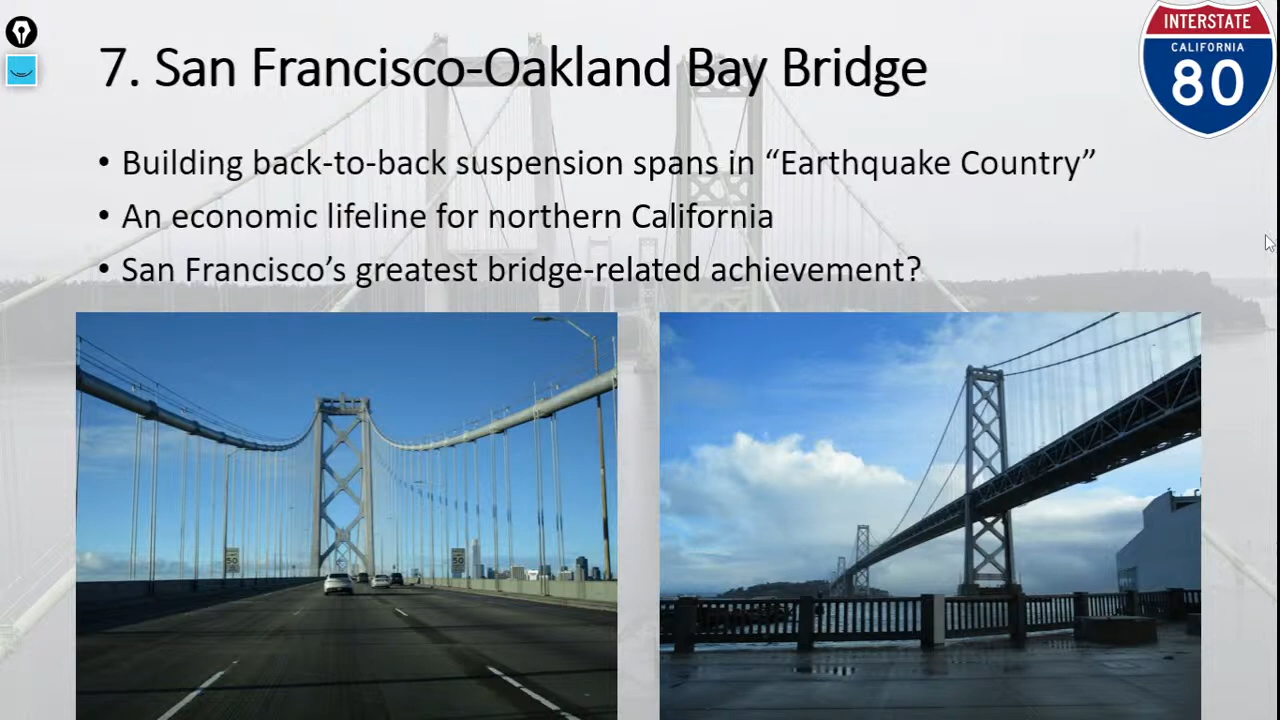 INTERSTATE
CALIFORNIA
80
7. San Francisco-Oakland Bay Bridge
• Building back-to-back suspension spans in “Earthquake Country”
• An economic lifeline for northern California
• San Francisco’s greatest bridge-related achievement?